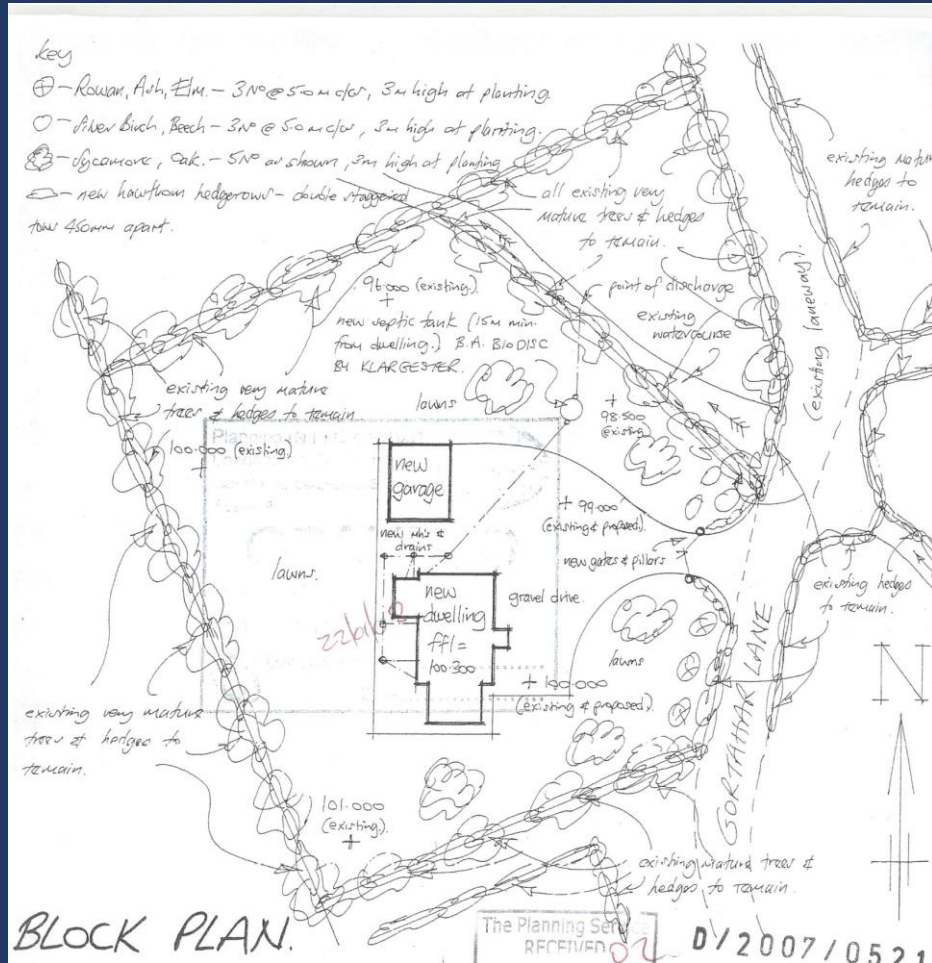 key
Rowan, Ash, Elm. - 3No @ 5.0m c/cs, 3m high at planting.
Silver Birch, Beech - 3No @ 5.0m c/cs, 3m high at planting.
Sycamore, Oak. - 5No as shown, 3m high at planting
new hawthorn hedgerows - double staggered
rows 450mm apart.
all existing very
mature trees & hedges
to remain.
existing mature
hedges to
remain.
96.000 (existing).
new septic tank (15m min.
from dwelling.) B.A. BIODISC
BY KLARGESTER.
point of discharge
existing
watercourse
(existing laneway).
existing very mature
trees & hedges to remain
lawns
98.500
existing
100.000 (existing)
new
garage
+ 99.000
(existing & proposed).
new mh's &
drains
new gates & pillars
lawns.
new
dwelling
ffl =
100.300
gravel drive.
existing hedges
to remain.
lawns
+ 100.000
(existing & proposed).
N
existing very mature
trees & hedges to
remain.
GORTAHAR LANE
101.000
(existing).
existing mature trees &
hedges to remain.
BLOCK PLAN.
The Planning
RECEIVED 02
D/2007/0521